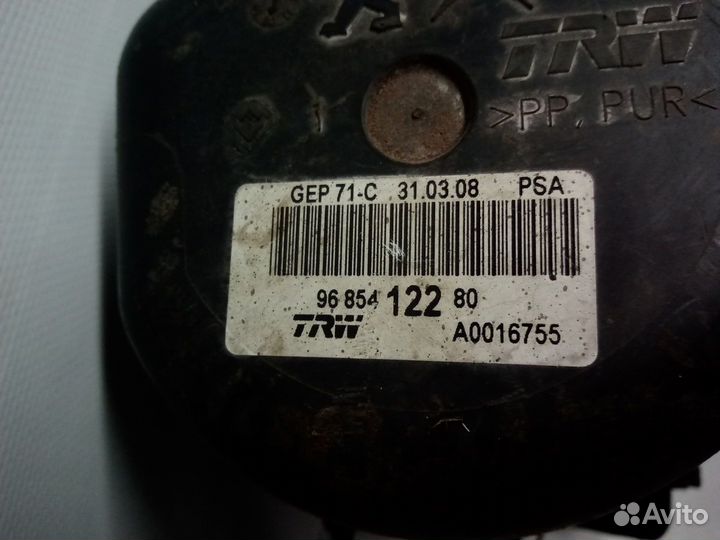 TRW
>PP, PUR<
GEP 71-C 31.03.08 PSA
96 854 122 80
TRW A0016755
Avito